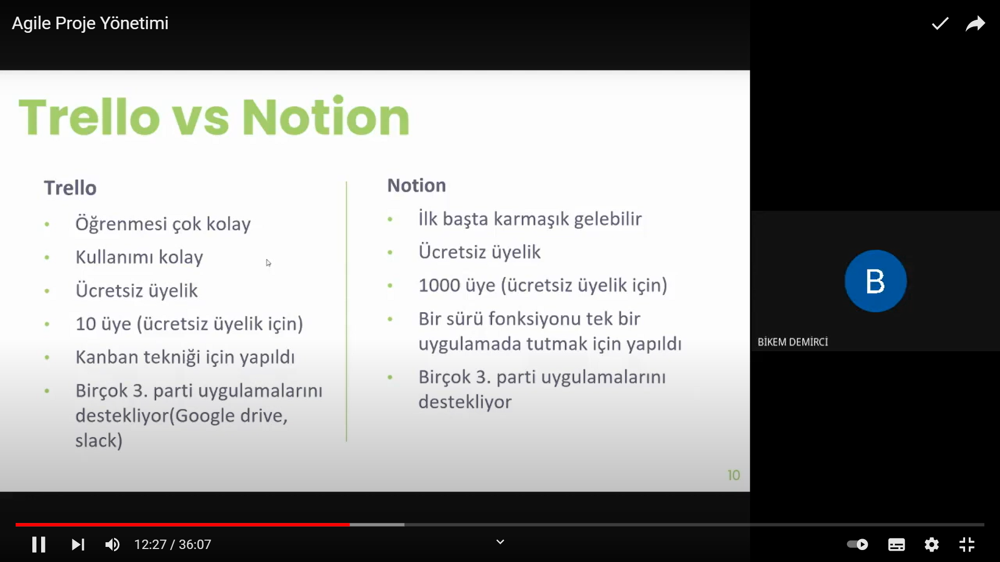 Agile Proje Yönetimi
Trello vs Notion
Trello
• Öğrenmesi çok kolay
• Kullanımı kolay
• Ücretsiz üyelik
• 10 üye (ücretsiz üyelik için)
• Kanban tekniği için yapıldı
• Birçok 3. parti uygulamalarını
destekliyor(Google drive,
slack)
Notion
• İlk başta karmaşık gelebilir
• Ücretsiz üyelik
• 1000 üye (ücretsiz üyelik için)
• Bir sürü fonksiyonu tek bir
uygulamada tutmak için yapıldı
• Birçok 3. parti uygulamalarını
destekliyor
10
B
BİKEM DEMİRCİ
12:27 / 36:07